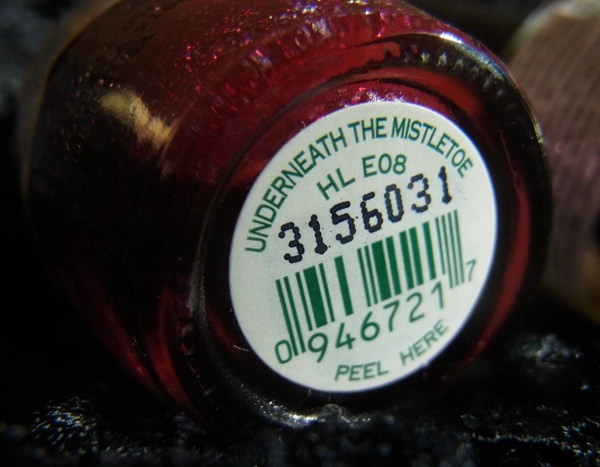 UNDERNEATH THE MISTLETOE
HL E08
3156031
0 946721 7
PEEL HERE